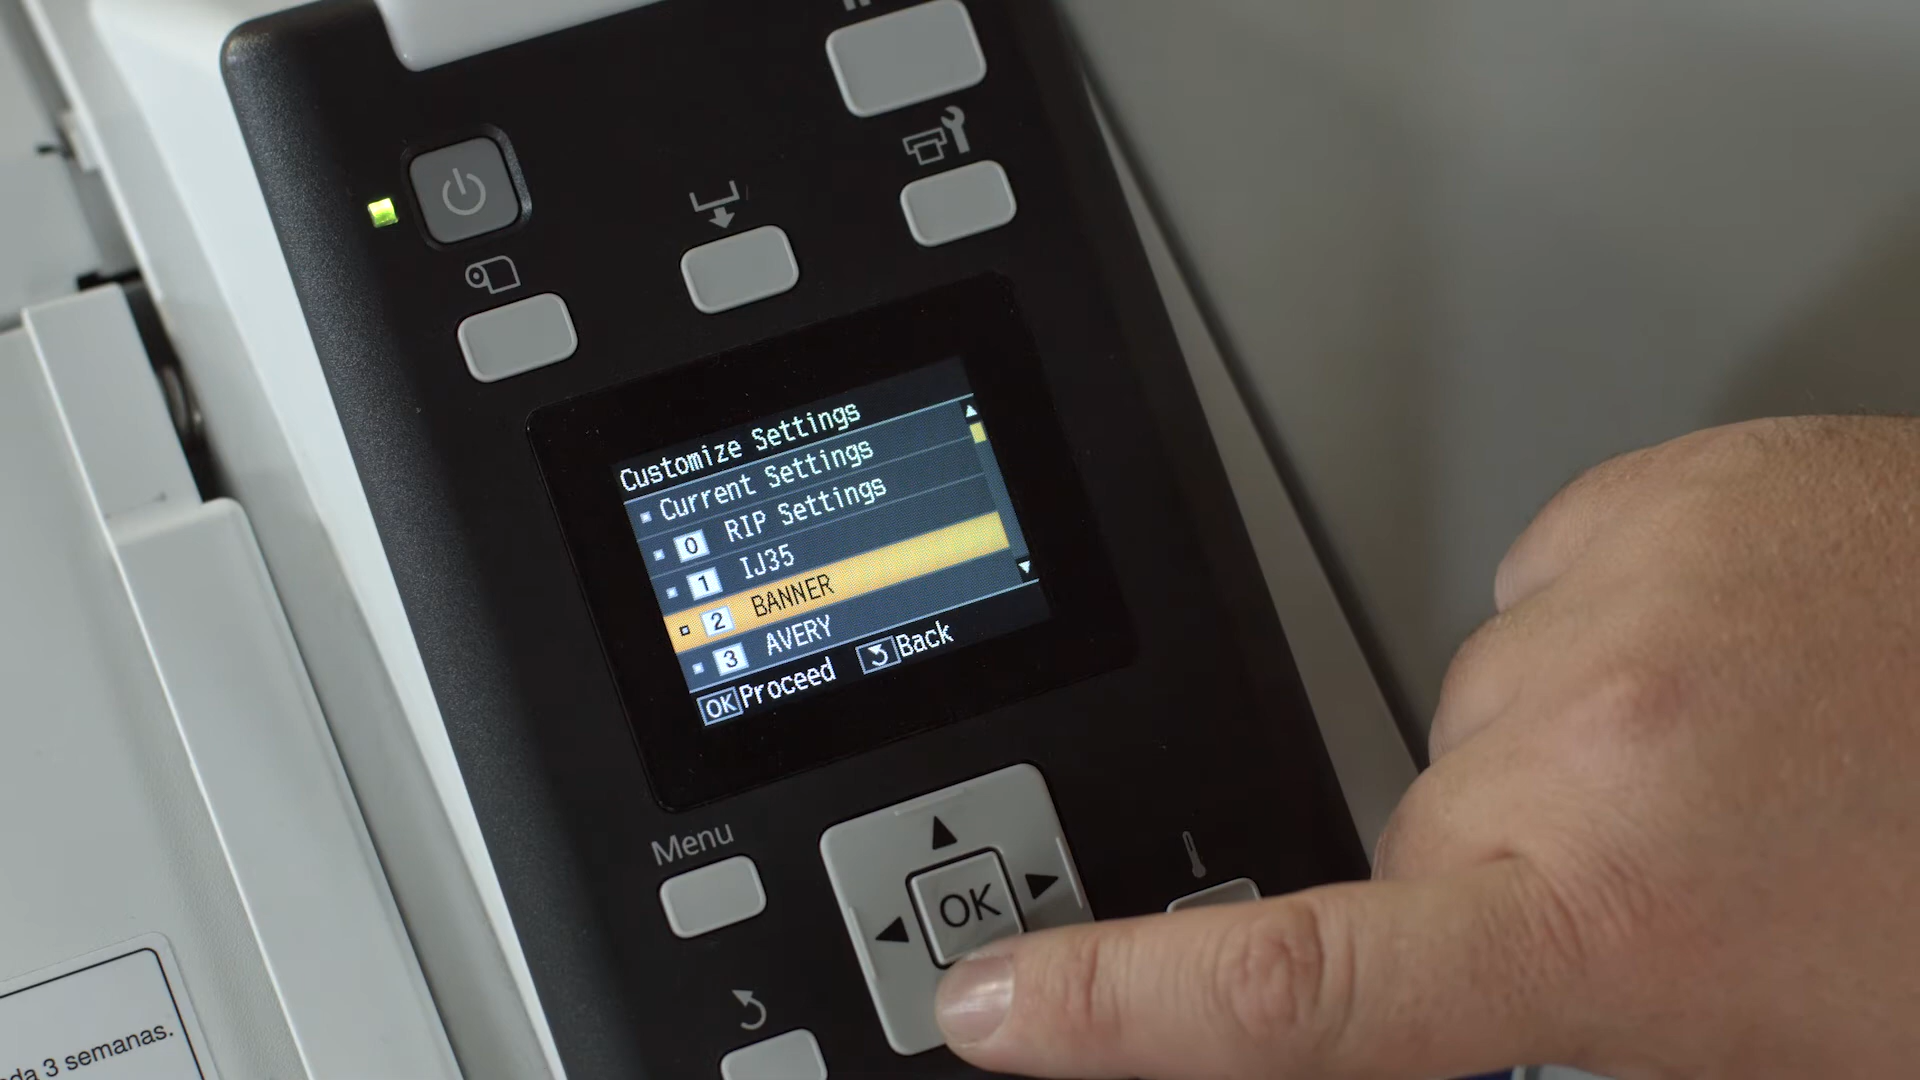 Customize Settings
Current Settings
0 RIP Settings
1 IJ35
2 BANNER
3 AVERY
OK Proceed Back
Menu
OK
3 semanas.